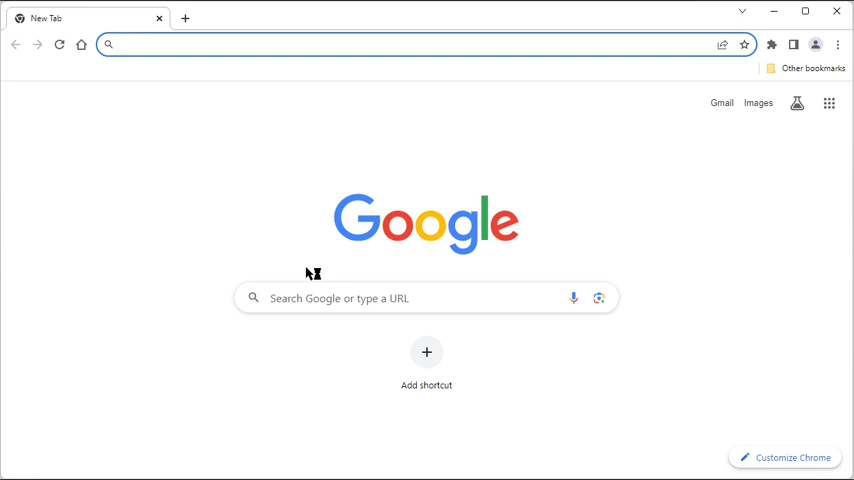 New Tab
Other bookmarks
Gmail Images
Google
Search Google or type a URL
Add shortcut
Customize Chrome